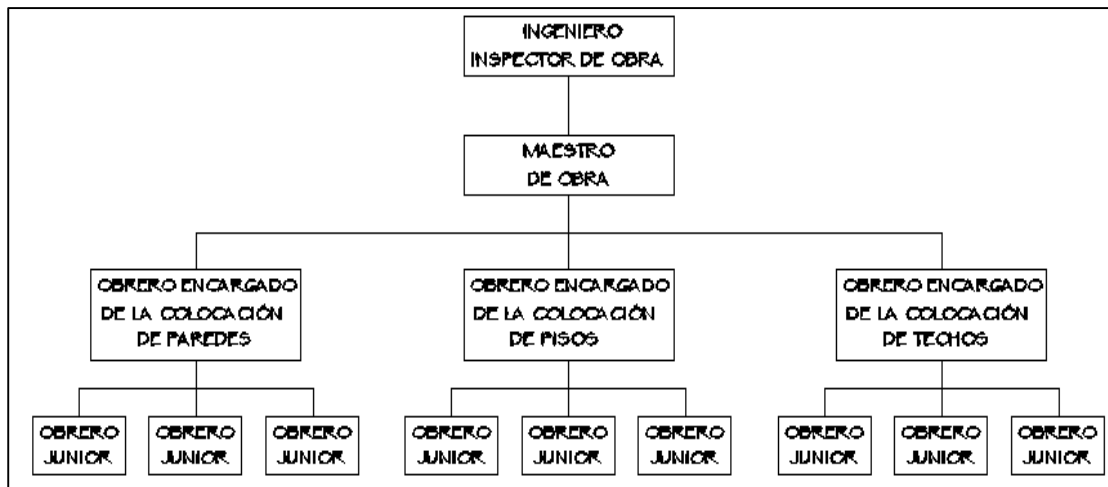 INGENIERO
INSPECTOR DE OBRA
MAESTRO
DE OBRA
OBRERO ENCARGADO
DE LA COLOCACIÓN
DE PAREDES
OBRERO ENCARGADO
DE LA COLOCACIÓN
DE PISOS
OBRERO ENCARGADO
DE LA COLOCACIÓN
DE TECHOS
OBRERO
JUNIOR
OBRERO
JUNIOR
OBRERO
JUNIOR
OBRERO
JUNIOR
OBRERO
JUNIOR
OBRERO
JUNIOR
OBRERO
JUNIOR
OBRERO
JUNIOR
OBRERO
JUNIOR